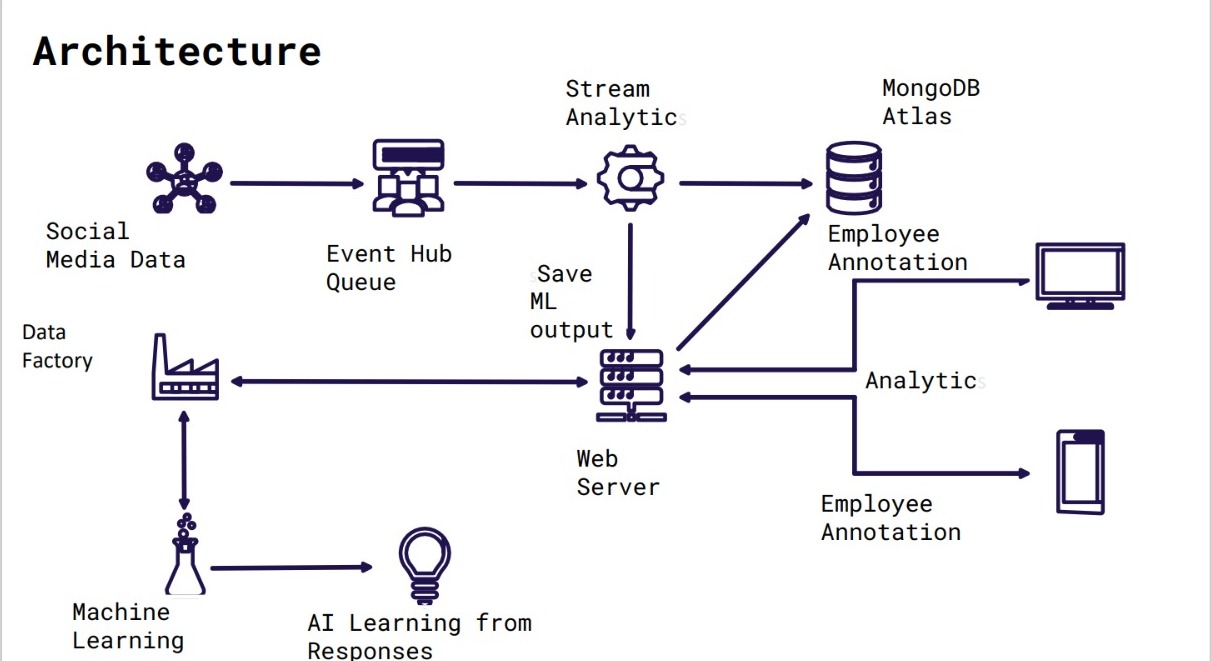 Architecture
Stream
Analytics
MongoDB
Atlas
Social
Media Data
Event Hub
Queue
sSave
ML
output
Employee
Annotation
Data
Factory
Analytics
Web
Server
Employee
Annotation
Machine
Learning
AI Learning from
Responses